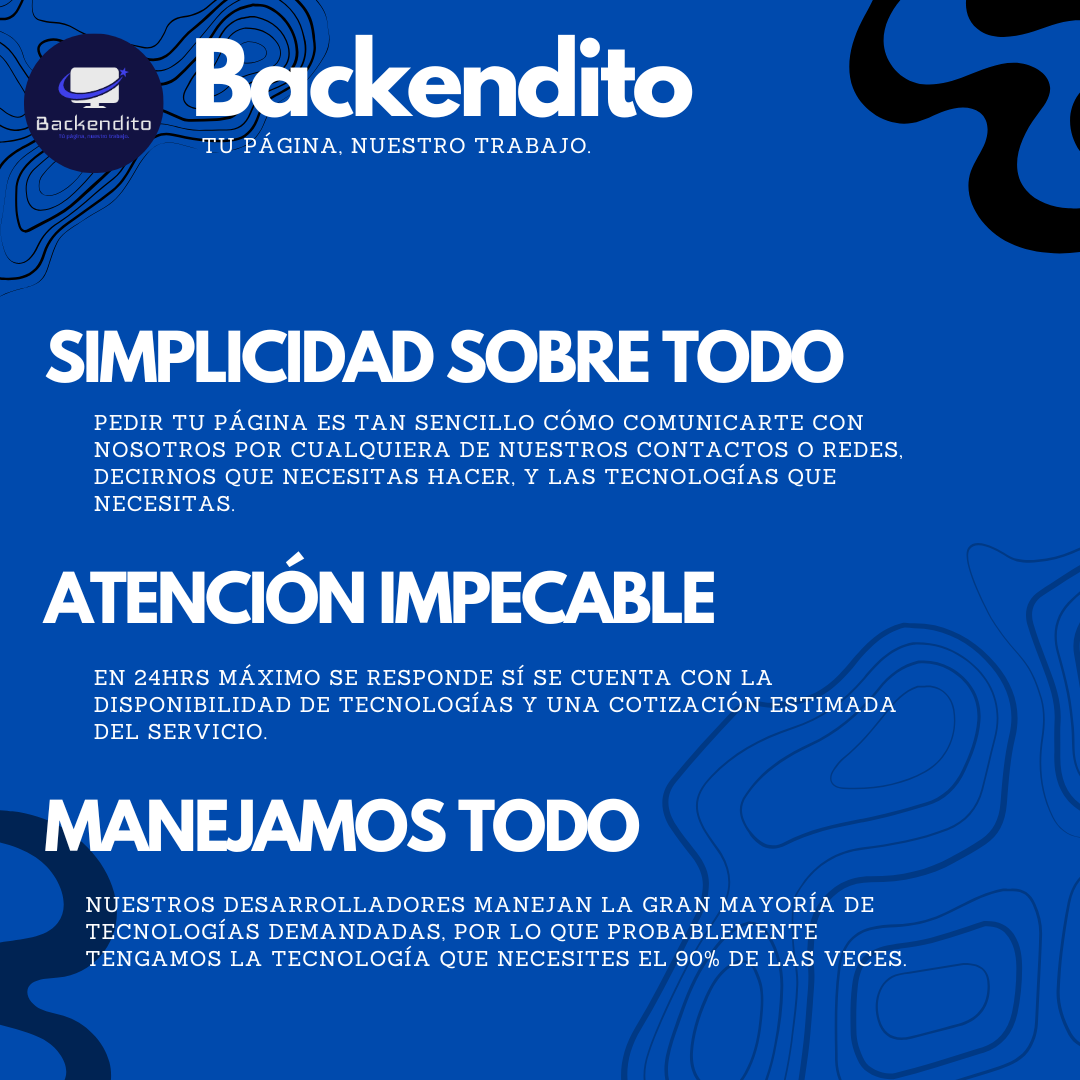 Backendito
Tu página, nuestro trabajo.
Backendito
TU PÁGINA, NUESTRO TRABAJO.
SIMPLICIDAD SOBRE TODO
PEDIR TU PÁGINA ES TAN SENCILLO CÓMO COMUNICARTE CON
NOSOTROS POR CUALQUIERA DE NUESTROS CONTACTOS O REDES,
DECIRNOS QUE NECESITAS HACER, Y LAS TECNOLOGÍAS QUE
NECESITAS.
ATENCIÓN IMPECABLE
EN 24HRS MÁXIMO SE RESPONDE SÍ SE CUENTA CON LA
DISPONIBILIDAD DE TECNOLOGÍAS Y UNA COTIZACIÓN ESTIMADA
DEL SERVICIO.
MANEJAMOS TODO
NUESTROS DESARROLLADORES MANEJAN LA GRAN MAYORÍA DE
TECNOLOGÍAS DEMANDADAS, POR LO QUE PROBABLEMENTE
TENGAMOS LA TECNOLOGÍA QUE NECESITES EL 90% DE LAS VECES.